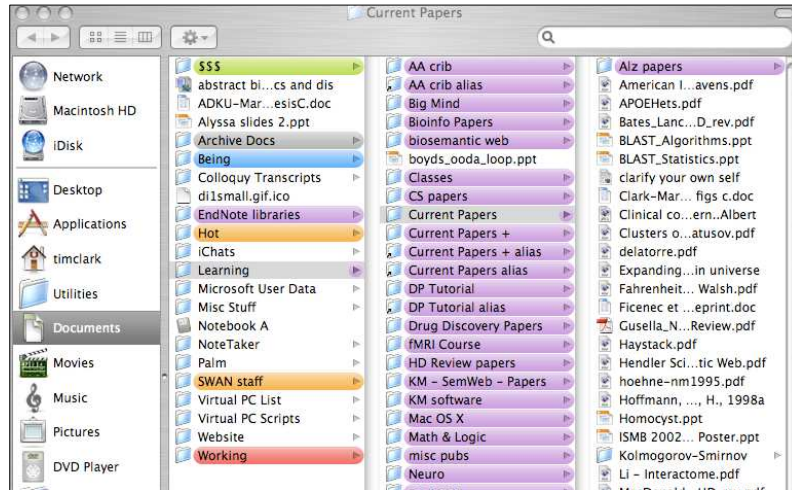 Current Papers
Network
Macintosh HD
iDisk
Desktop
Applications
timclark
Utilities
Documents
Movies
Music
Pictures
DVD Player
$$$
abstract bi...cs and dis
ADKU-Mar...esisC.doc
Alyssa slides 2.ppt
Archive Docs
Being
Colloquy Transcripts
di1small.gif.ico
EndNote libraries
Hot
iChats
Learning
Microsoft User Data
Misc Stuff
Notebook A
NoteTaker
Palm
SWAN staff
Virtual PC List
Virtual PC Scripts
Website
Working
AA crib
AA crib alias
Big Mind
Bioinfo Papers
biosemantic web
boyds_ooda_loop.ppt
Classes
CS papers
Current Papers
Current Papers +
Current Papers + alias
Current Papers alias
DP Tutorial
DP Tutorial alias
Drug Discovery Papers
fMRI Course
HD Review papers
KM - SemWeb - Papers
KM software
Mac OS X
Math & Logic
misc pubs
Neuro
Alz papers
American I...avens.pdf
APOEHets.pdf
Bates_Lanc...D_rev.pdf
BLAST_Algorithms.ppt
BLAST_Statistics.ppt
clarify your own self
Clark-Mar... figs c.doc
Clinical co...ern..Albert
Clusters o...atusov.pdf
delatorre.pdf
Expanding...in universe
Fahrenheit... Walsh.pdf
Ficenec et ...eprint.doc
Gusella_N...Review.pdf
Haystack.pdf
Hendler Sci...tic Web.pdf
hoehne-nm1995.pdf
Hoffmann, ..., H., 1998a
Homocyst.ppt
ISMB 2002... Poster.ppt
Kolmogorov-Smirnov
Li - Interactome.pdf